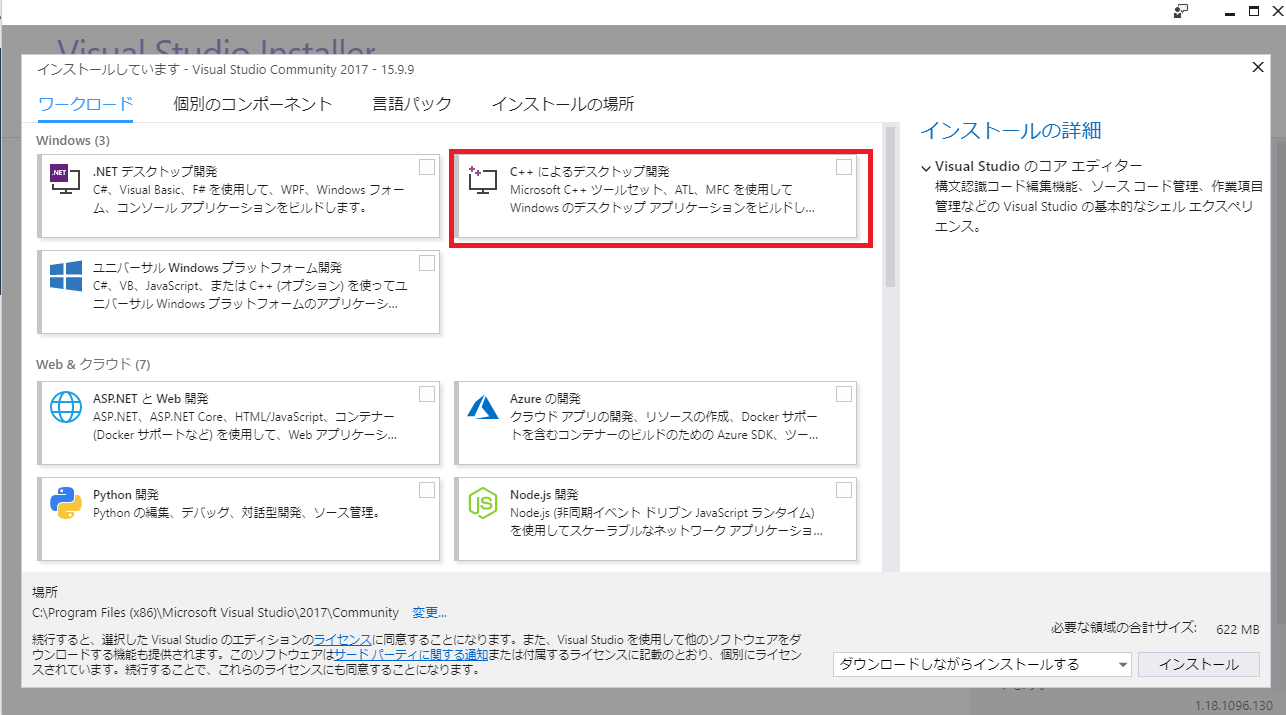 Visual Studio Installer
インストールしています - Visual Studio Community 2017 - 15.9.9
ワークロード 個別のコンポーネント 言語パック インストールの場所
Windows (3)
.NET
.NET デスクトップ開発
C#、Visual Basic、F# を使用して、WPF、Windows フォー
ム、コンソール アプリケーションをビルドします。
C++ によるデスクトップ開発
Microsoft C++ ツールセット、ATL、MFC を使用して
Windows のデスクトップ アプリケーションをビルドし...
ユニバーサル Windows プラットフォーム開発
C#、VB、JavaScript、または C++ (オプション) を使ってユ
ニバーサル Windows プラットフォームのアプリケーシ...
Web & クラウド (7)
ASP.NET と Web 開発
ASP.NET、ASP.NET Core、HTML/JavaScript、コンテナー
(Docker サポートなど) を使用して、Web アプリケーシ...
Azure の開発
クラウド アプリの開発、リソースの作成、Docker サポー
トを含むコンテナーのビルドのための Azure SDK、ツー...
Python 開発
Python の編集、デバッグ、対話型開発、ソース管理。
JS
Node.js 開発
Node.js (非同期イベント ドリブン JavaScript ランタイム)
を使用してスケーラブルなネットワーク アプリケーショ...
インストールの詳細
Visual Studio のコア エディター
構文認識コード編集機能、ソース コード管理、作業項目
管理などの Visual Studio の基本的なシェル エクスペリ
エンス。
場所
C:\Program Files (x86)\Microsoft Visual Studio\2017\Community 変更...
続行すると、選択した Visual Studio のエディションのライセンスに同意することになります。また、Visual Studio を使用して他のソフトウェアをダ
ウンロードする機能も提供されます。このソフトウェアはサード パーティに関する通知または付属するライセンスに記載のとおり、個別にライセン
スされています。続行することで、これらのライセンスにも同意することになります。
必要な領域の合計サイズ: 622 MB
ダウンロードしながらインストールする インストール
1.18.1096.130